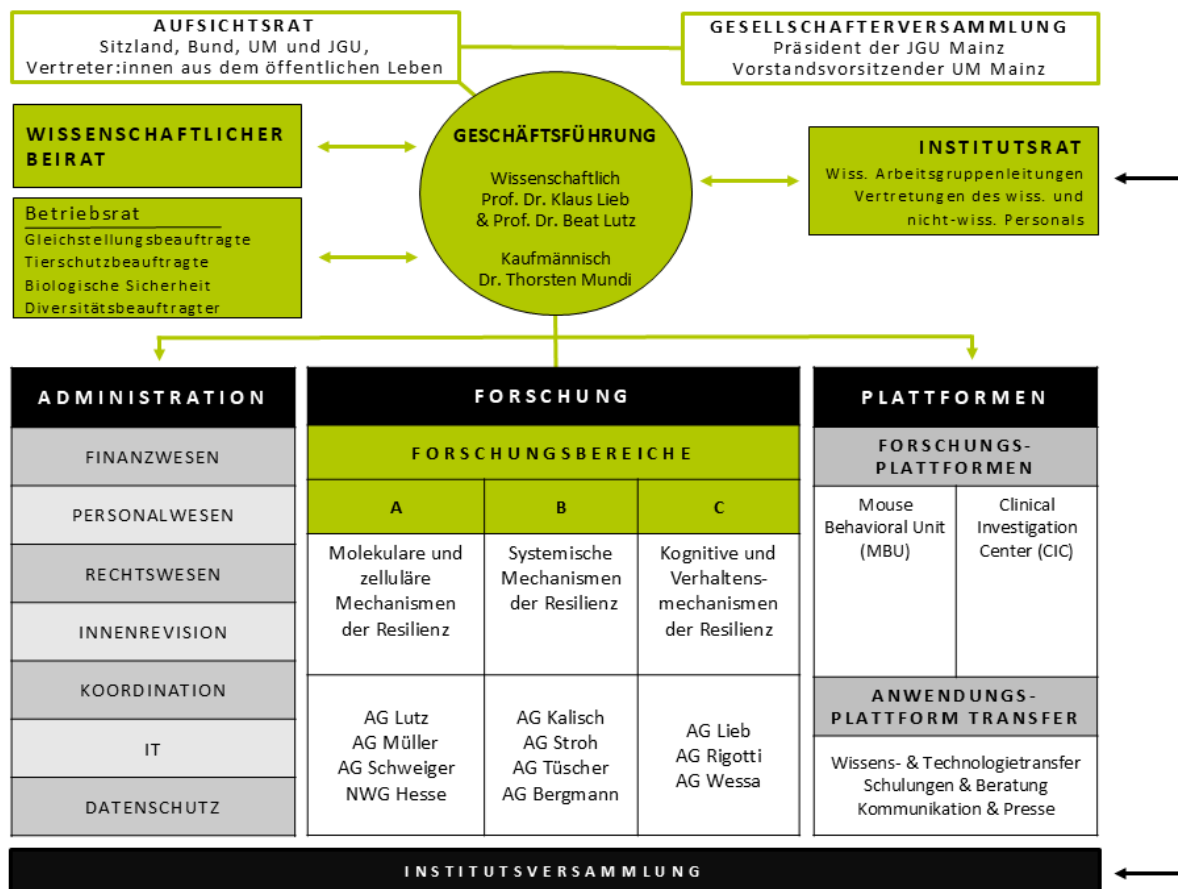 AUFSICHTSRAT
Sitzland, Bund, UM und JGU,
Vertreter:innen aus dem öffentlichen Leben
GESELLSCHAFTERVERSAMMLUNG
Präsident der JGU Mainz
Vorstandsvorsitzender UM Mainz
WISSENSCHAFTLICHER
BEIRAT
GESCHÄFTSFÜHRUNG
Wissenschaftlich
Prof. Dr. Klaus Lieb
& Prof. Dr. Beat Lutz
Kaufmännisch
Dr. Thorsten Mundi
INSTITUTSRAT
Wiss. Arbeitsgruppenleitungen
Vertretungen des wiss. und
nicht-wiss. Personals
Betriebsrat
Gleichstellungsbeauftragte
Tierschutzbeauftragte
Biologische Sicherheit
Diversitätsbeauftragter
ADMINISTRATION
FINANZWESEN
PERSONALWESEN
RECHTSWESEN
INNENREVISION
KOORDINATION
IT
DATENSCHUTZ
FORSCHUNG
FORSCHUNGSBEREICHE
A
Molekulare und
zelluläre
Mechanismen
der Resilienz
AG Lutz
AG Müller
AG Schweiger
NWG Hesse
B
Systemische
Mechanismen
der Resilienz
AG Kalisch
AG Stroh
AG Tüscher
AG Bergmann
C
Kognitive und
Verhaltens-
mechanismen
der Resilienz
AG Lieb
AG Rigotti
AG Wessa
PLATTFORMEN
FORSCHUNGS-
PLATTFORMEN
Mouse
Behavioral Unit
(MBU)
Clinical
Investigation
Center (CIC)
ANWENDUNGS-
PLATTFORM TRANSFER
Wissens- & Technologietransfer
Schulungen & Beratung
Kommunikation & Presse
INSTITUTSVERSAMMLUNG